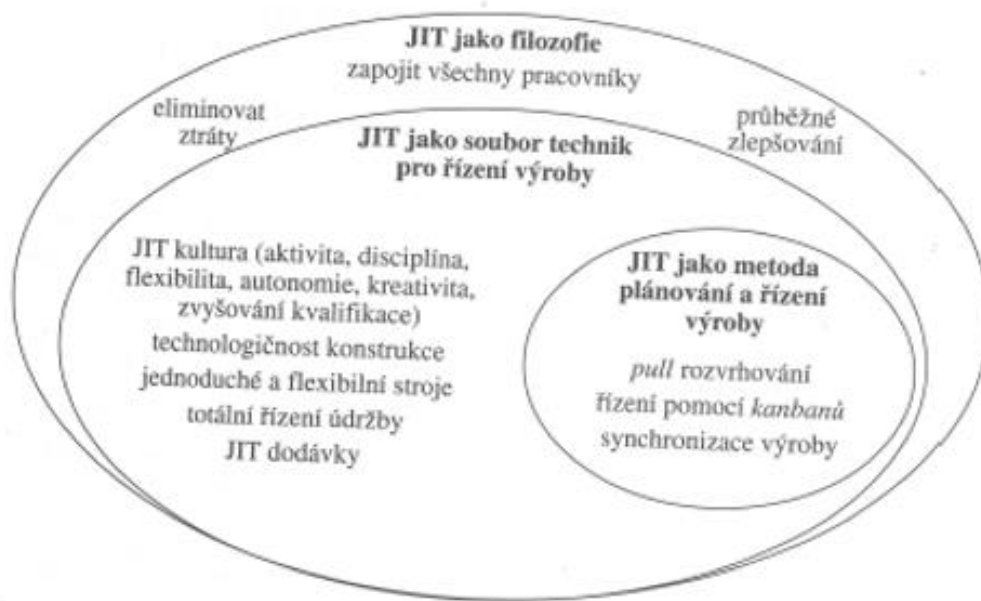 JIT jako filozofie
zapojit všechny pracovníky
eliminovat
ztráty
průběžné
zlepšování
JIT jako soubor technik
pro řízení výroby
JIT kultura (aktivita, disciplína,
flexibilita, autonomie, kreativita,
zvyšování kvalifikace)
technologičnost konstrukce
jednoduché a flexibilní stroje
totální řízení údržby
JIT dodávky
JIT jako metoda
plánování a řízení
výroby
pull rozvrhování
řízení pomocí kanbanů
synchronizace výroby